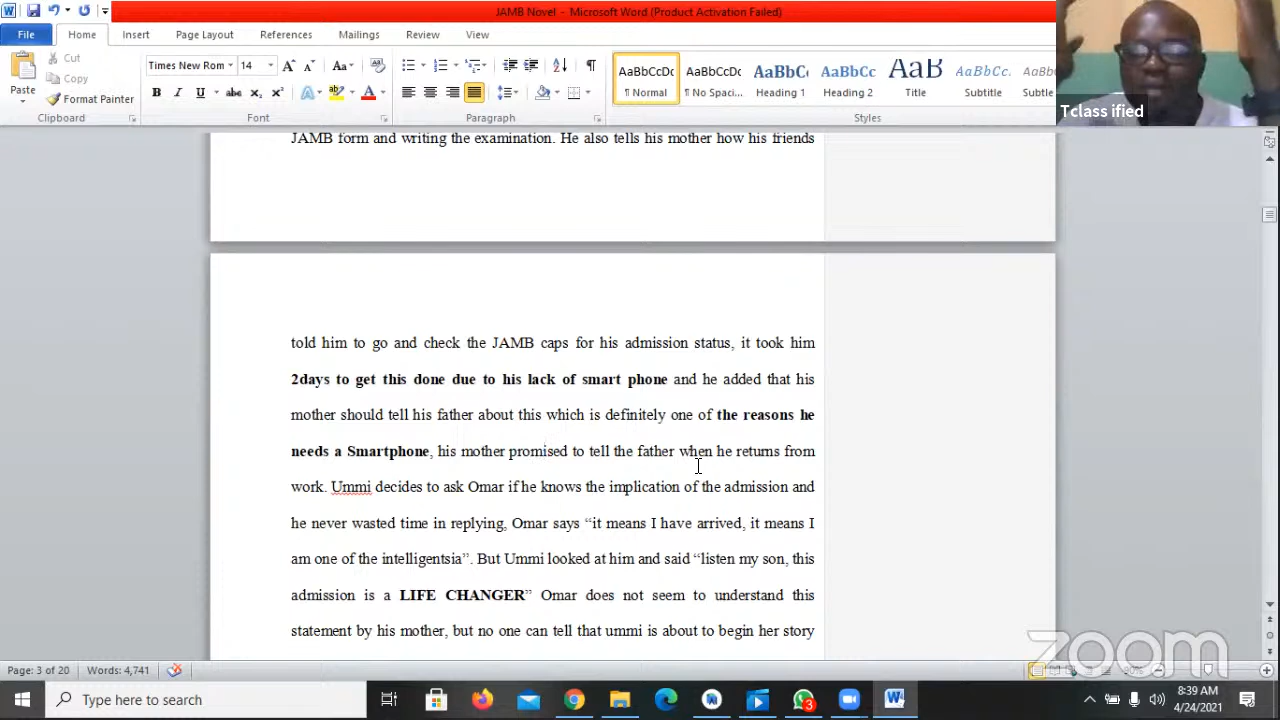 JAMB Novel - Microsoft Word (Product Activation Failed)
File Home Insert Page Layout References Mailings Review View
Paste
Cut
Copy
Format Painter
Clipboard
Times New Rom 14
Font
Paragraph
AaBbCcDc AaBbCcDc AaBbC AaBbCc AaB AaBbCc. AaBb
¶ Normal ¶ No Spaci... Heading 1 Heading 2 Title Subtitle Subtle
Styles
Tclass ified
JAMB form and writing the examination. He also tells his mother how his friends
told him to go and check the JAMB caps for his admission status, it took him
2days to get this done due to his lack of smart phone and he added that his
mother should tell his father about this which is definitely one of the reasons he
needs a Smartphone, his mother promised to tell the father when he returns from
work. Ummi decides to ask Omar if he knows the implication of the admission and
he never wasted time in replying, Omar says “it means I have arrived, it means I
am one of the intelligentsia”. But Ummi looked at him and said “listen my son, this
admission is a LIFE CHANGER” Omar does not seem to understand this
statement by his mother, but no one can tell that ummi is about to begin her story
zoom
Page: 3 of 20 Words: 4,741
Type here to search
3
8:39 AM
4/24/2021